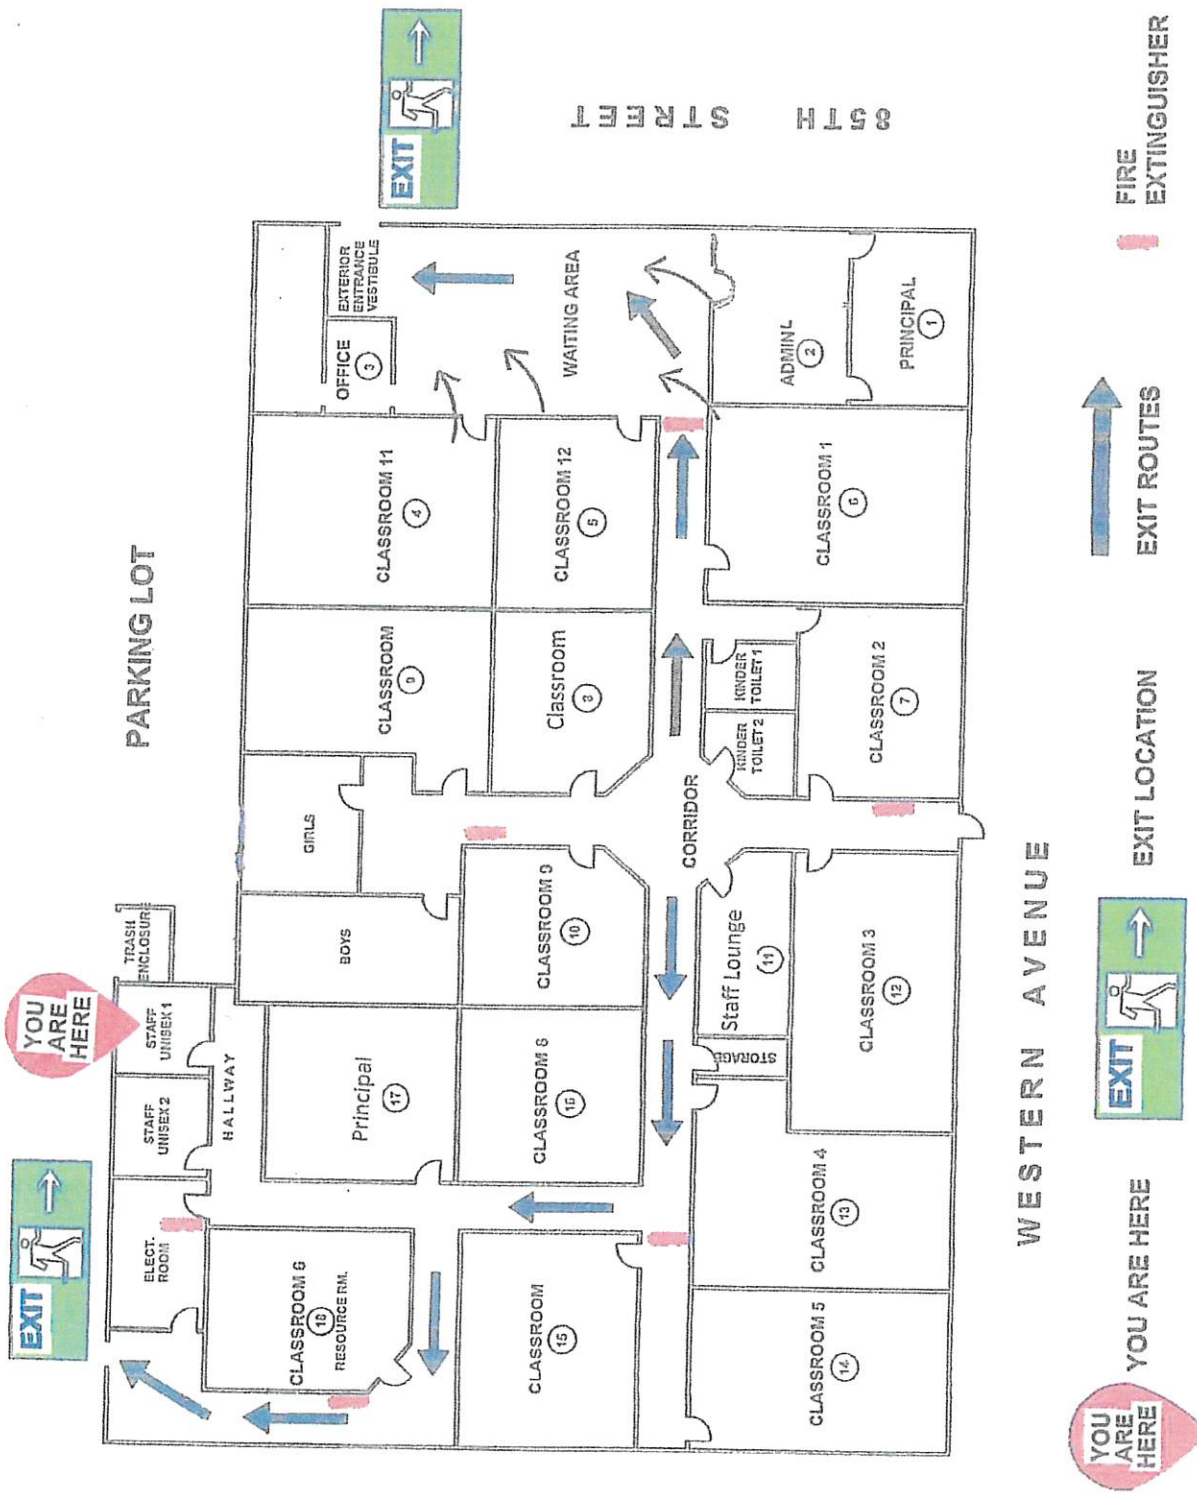 PARKING LOT
EXIT
EXIT
YOU
ARE
HERE
TRASH
ENCLOSURE
STAFF
UNISEX 1
STAFF
UNISEX 2
ELECT.
ROOM
HALLWAY
BOYS
GIRLS
CLASSROOM
9
CLASSROOM 11
4
OFFICE
3
EXTERIOR
ENTRANCE
VESTIBULE
CLASSROOM 6
18
RESOURCE RM.
Principal
17
CLASSROOM
15
CLASSROOM 8
16
CLASSROOM 9
10
Classroom
8
CLASSROOM 12
5
WAITING AREA
CORRIDOR
STORAGE
Staff Lounge
11
KINDER
TOILET 2
KINDER
TOILET 1
CLASSROOM 5
14
CLASSROOM 4
13
CLASSROOM 3
12
CLASSROOM 2
7
CLASSROOM 1
6
2
PRINCIPAL
1
85TH STREET
WESTERN AVENUE
YOU
ARE
HERE
YOU ARE HERE
EXIT
EXIT LOCATION
EXIT ROUTES
FIRE
EXTINGUISHER